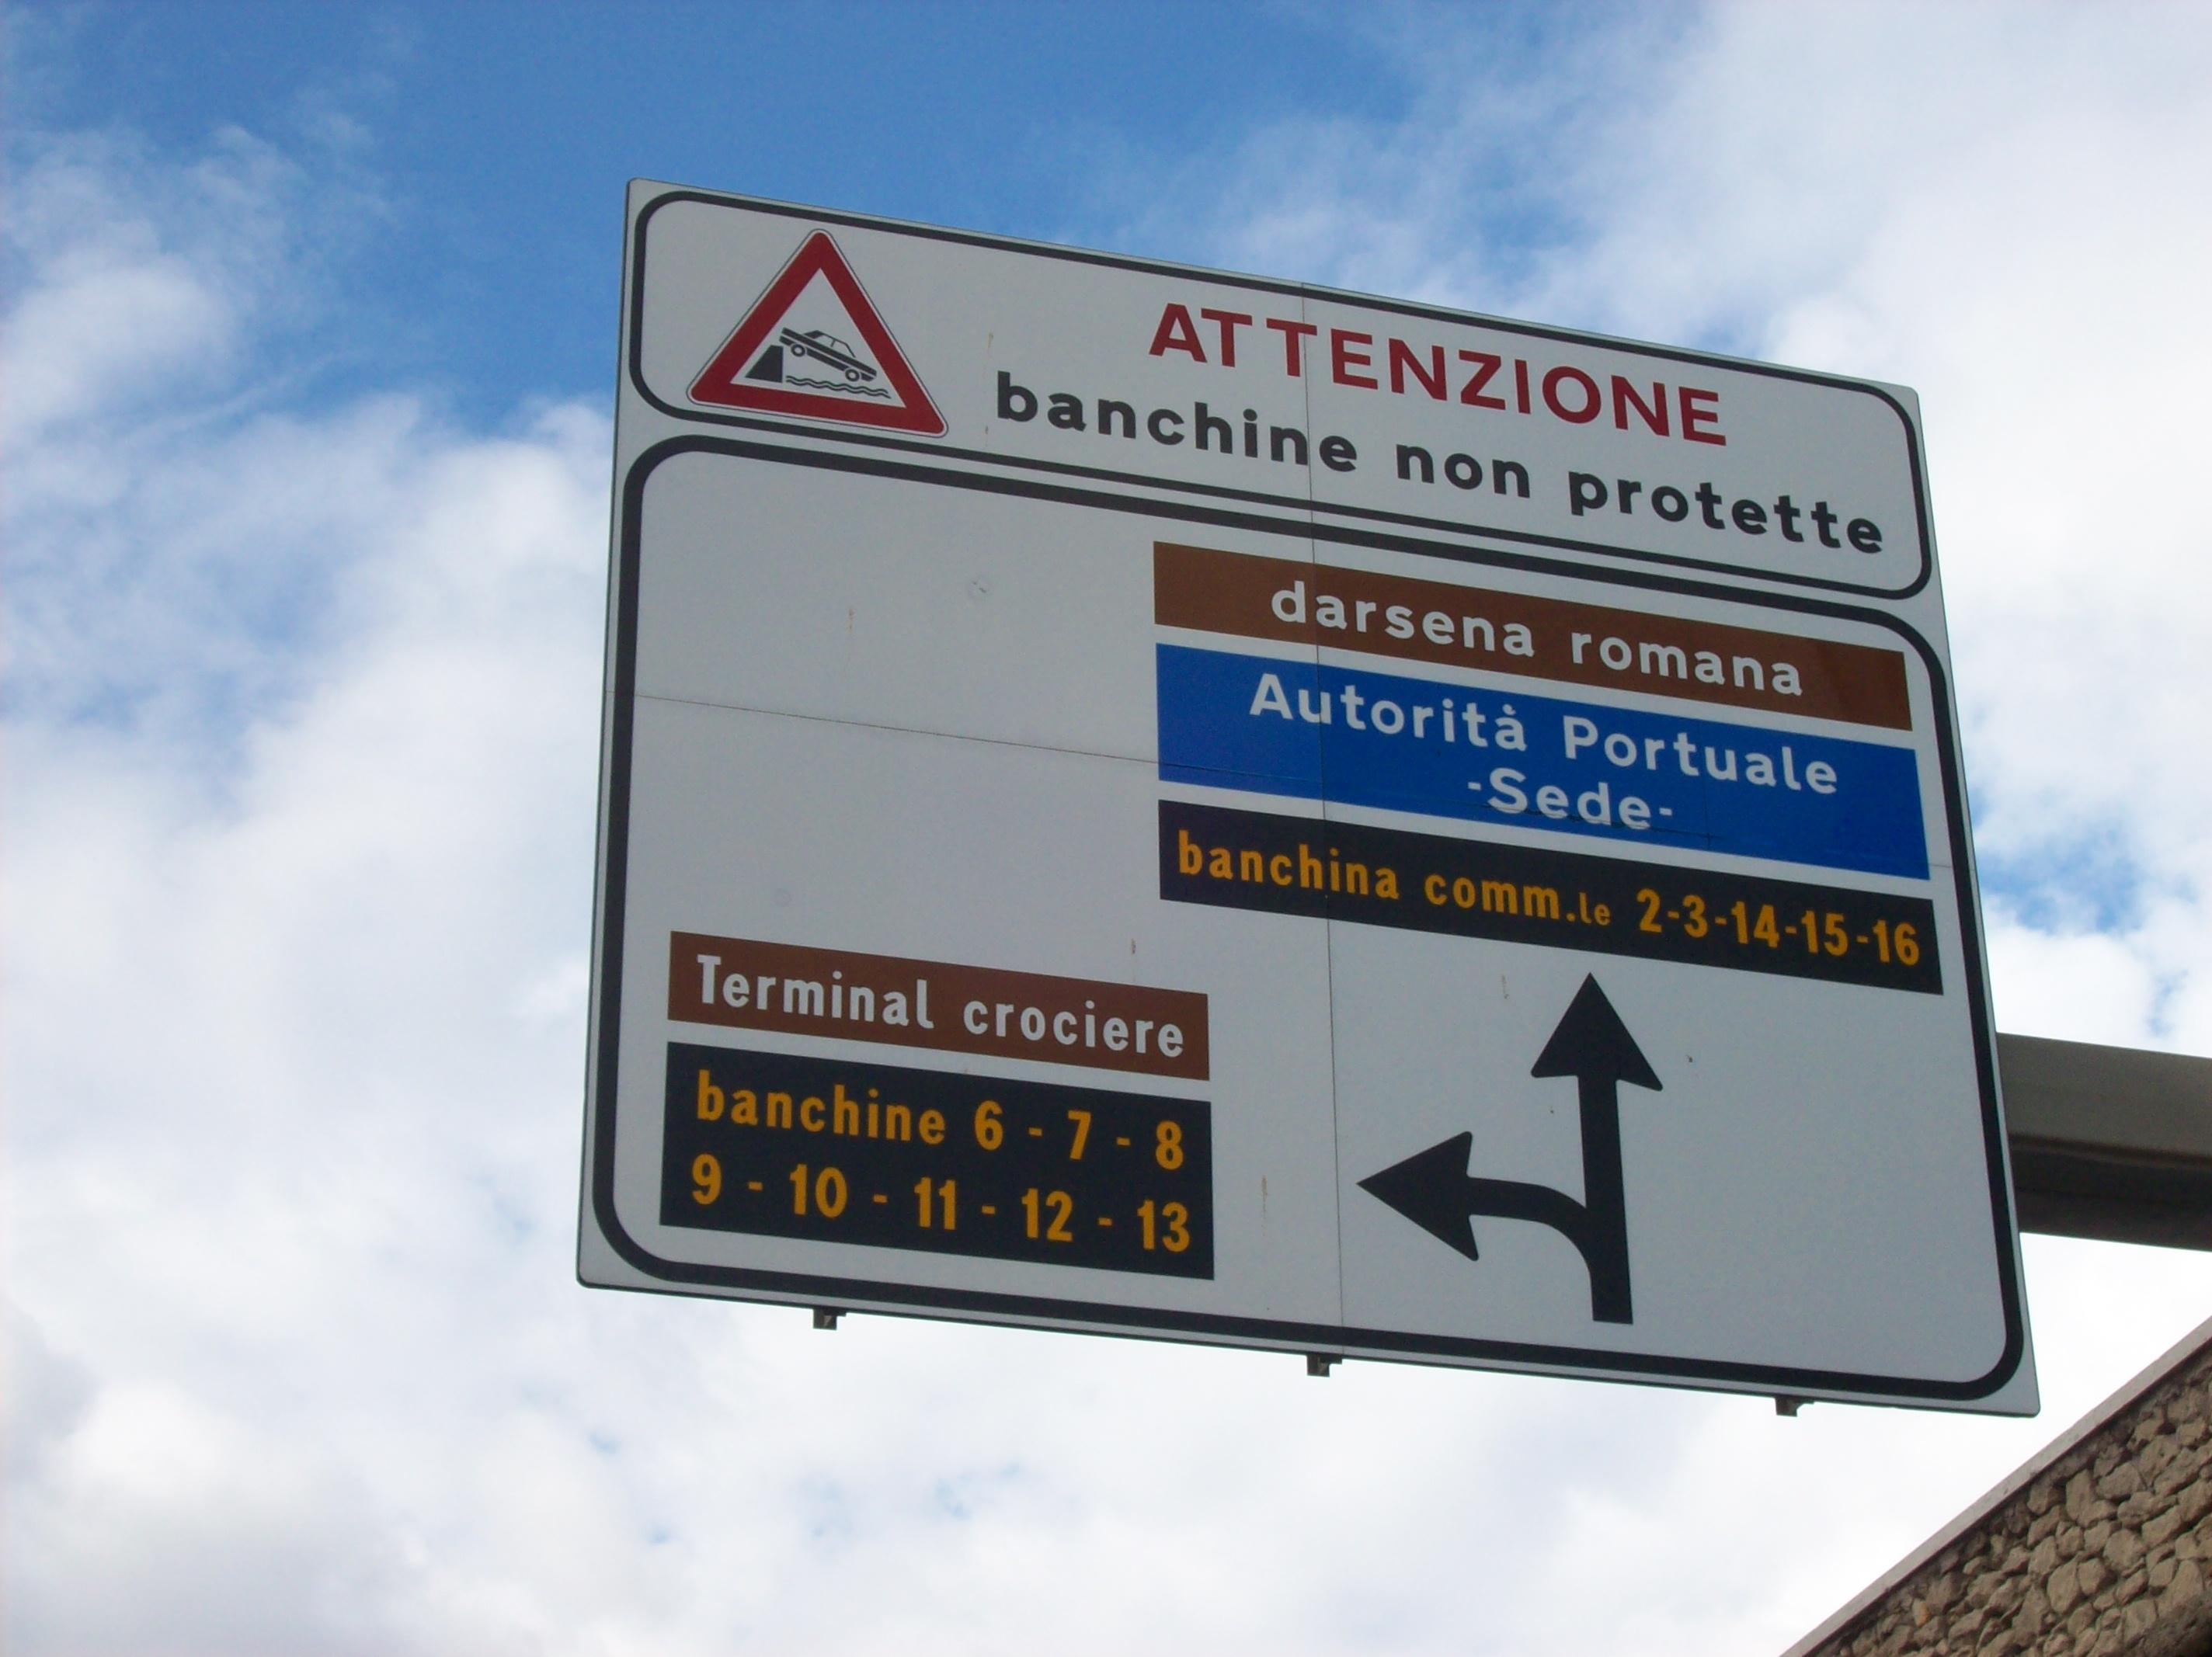 ATTENZIONE
banchine non protette
darsena romana
Autorità Portuale
-Sede-
banchina comm.le 2-3-14-15-16
Terminal crociere
banchine 6 - 7 - 8
9 - 10 - 11 - 12 - 13